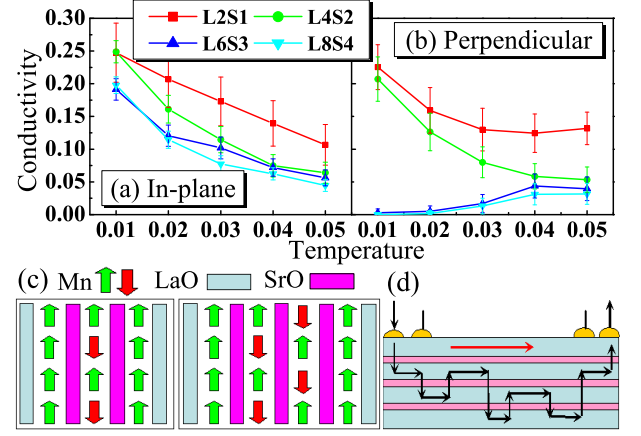 L2S1 L4S2
L6S3 L8S4
(a) In-plane
(b) Perpendicular
Conductivity
0.30
0.25
0.20
0.15
0.10
0.05
0.00
0.01 0.02 0.03 0.04 0.05 0.01 0.02 0.03 0.04 0.05
Temperature
(c) Mn LaO SrO (d)